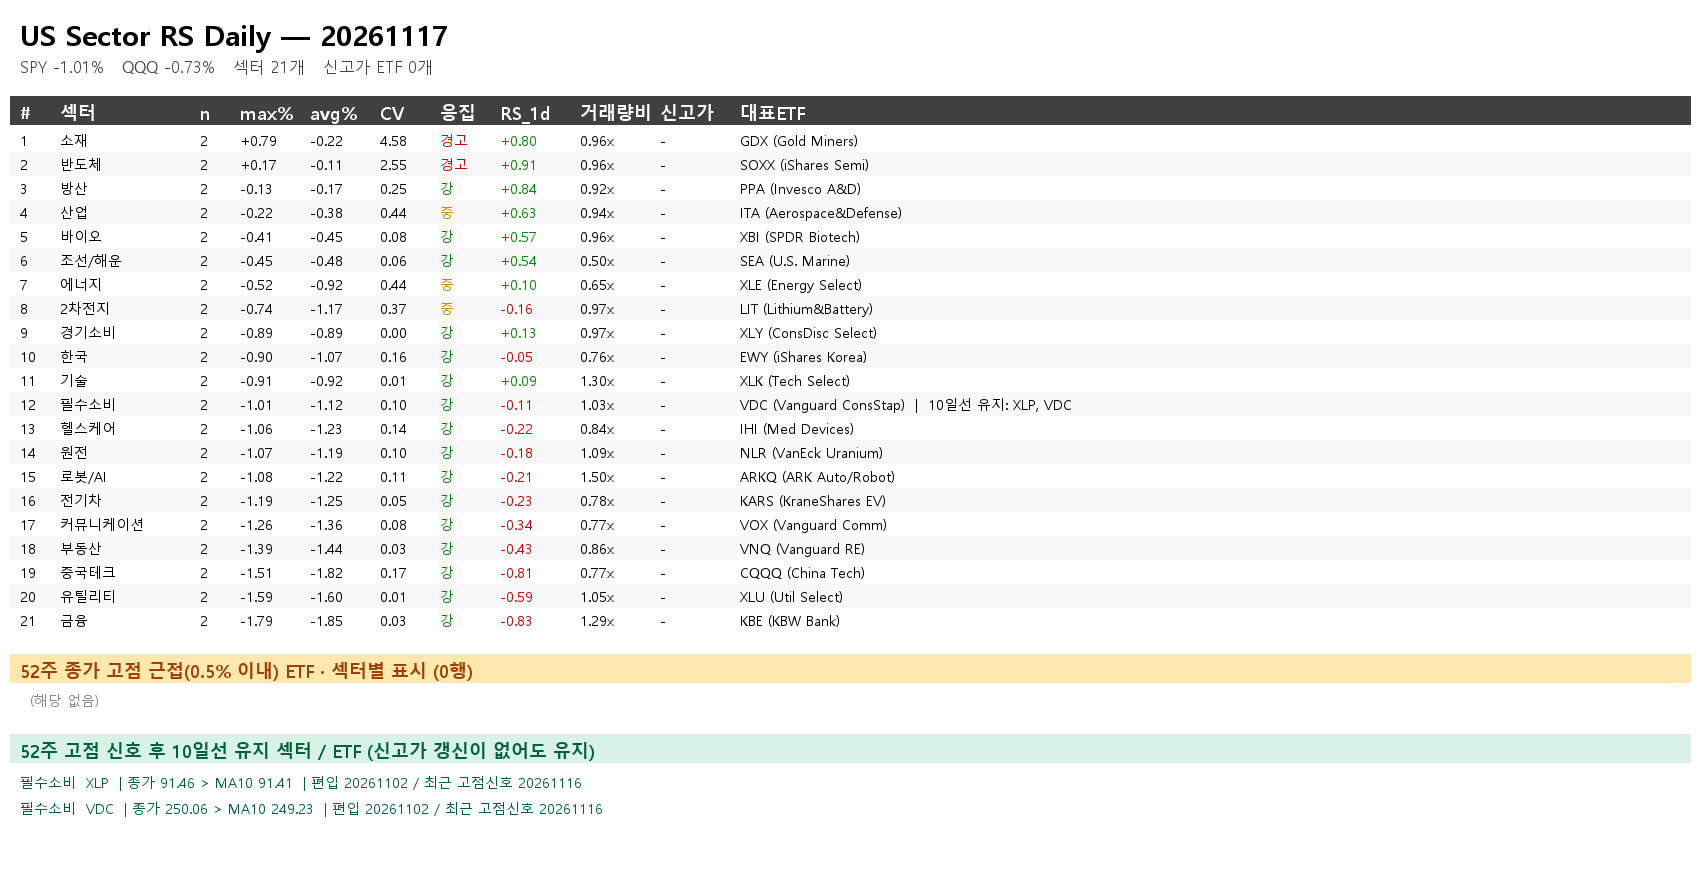 US Sector RS Daily — 20261117
SPY -1.01% QQQ -0.73% 섹터 21개 신고가 ETF 0개
# 섹터 n max% avg% CV 응집 RS_1d 거래량비 신고가 대표ETF
1 소재 2 +0.79 -0.22 4.58 경고 +0.80 0.96x - GDX (Gold Miners)
2 반도체 2 +0.17 -0.11 2.55 경고 +0.91 0.96x - SOXX (iShares Semi)
3 방산 2 -0.13 -0.17 0.25 강 +0.84 0.92x - PPA (Invesco A&D)
4 산업 2 -0.22 -0.38 0.44 중 +0.63 0.94x - ITA (Aerospace&Defense)
5 바이오 2 -0.41 -0.45 0.08 강 +0.57 0.96x - XBI (SPDR Biotech)
6 조선/해운 2 -0.45 -0.48 0.06 강 +0.54 0.50x - SEA (U.S. Marine)
7 에너지 2 -0.52 -0.92 0.44 중 +0.10 0.65x - XLE (Energy Select)
8 2차전지 2 -0.74 -1.17 0.37 중 -0.16 0.97x - LIT (Lithium&Battery)
9 경기소비 2 -0.89 -0.89 0.00 강 +0.13 0.97x - XLY (ConsDisc Select)
10 한국 2 -0.90 -1.07 0.16 강 -0.05 0.76x - EWY (iShares Korea)
11 기술 2 -0.91 -0.92 0.01 강 +0.09 1.30x - XLK (Tech Select)
12 필수소비 2 -1.01 -1.12 0.10 강 -0.11 1.03x - VDC (Vanguard ConsStap) | 10일선 유지: XLP, VDC
13 헬스케어 2 -1.06 -1.23 0.14 강 -0.22 0.84x - IHI (Med Devices)
14 원전 2 -1.07 -1.19 0.10 강 -0.18 1.09x - NLR (VanEck Uranium)
15 로봇/AI 2 -1.08 -1.22 0.11 강 -0.21 1.50x - ARKQ (ARK Auto/Robot)
16 전기차 2 -1.19 -1.25 0.05 강 -0.23 0.78x - KARS (KraneShares EV)
17 커뮤니케이션 2 -1.26 -1.36 0.08 강 -0.34 0.77x - VOX (Vanguard Comm)
18 부동산 2 -1.39 -1.44 0.03 강 -0.43 0.86x - VNQ (Vanguard RE)
19 중국테크 2 -1.51 -1.82 0.17 강 -0.81 0.77x - CQQQ (China Tech)
20 유틸리티 2 -1.59 -1.60 0.01 강 -0.59 1.05x - XLU (Util Select)
21 금융 2 -1.79 -1.85 0.03 강 -0.83 1.29x - KBE (KBW Bank)
52주 종가 고점 근접(0.5% 이내) ETF · 섹터별 표시 (0행)
(해당 없음)
52주 고점 신호 후 10일선 유지 섹터 / ETF (신고가 갱신이 없어도 유지)
필수소비 XLP | 종가 91.46 > MA10 91.41 | 편입 20261102 / 최근 고점신호 20261116
필수소비 VDC | 종가 250.06 > MA10 249.23 | 편입 20261102 / 최근 고점신호 20261116